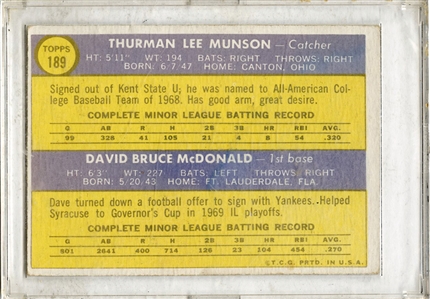 TOPPS
189
THURMAN LEE MUNSON — Catcher
HT: 5'11" WT: 194 BATS: RIGHT THROWS: RIGHT
BORN: 6.7.47 HOME: CANTON, OHIO
Signed out of Kent State U; he was named to All-American Col-
lege Baseball Team of 1968. Has good arm, great desire.
COMPLETE MINOR LEAGUE BATTING RECORD
G AB R H 2B 3B HR RBI AVG.
99 328 41 105 21 4 8 54 .320
DAVID BRUCE McDONALD — 1st base
HT: 6'3" WT: 227 BATS: LEFT THROWS: RIGHT
BORN: 5/20/43 HOME: FT. LAUDERDALE, FLA.
Dave turned down a football offer to sign with Yankees. Helped
Syracuse to Governor's Cup in 1969 IL playoffs.
COMPLETE MINOR LEAGUE BATTING RECORD
G AB R H 2B 3B HR RBI AVG.
801 2641 400 714 126 23 104 454 .270
©T.C.G. PRTD. IN U.S.A.